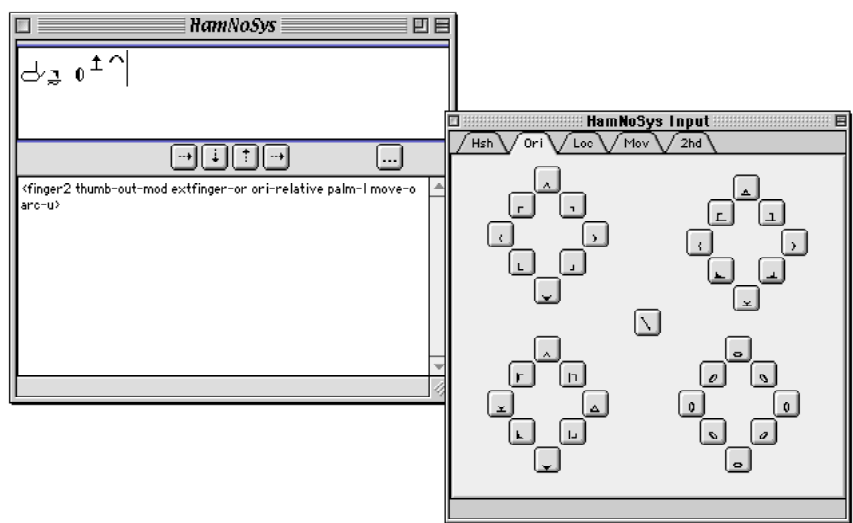 HamNoSys
...
<finger2 thumb-out-mod extfinger-or ori-relative palm-l move-o
arc-u>
HamNoSys Input
Hsh Ori Loc Mov 2hd